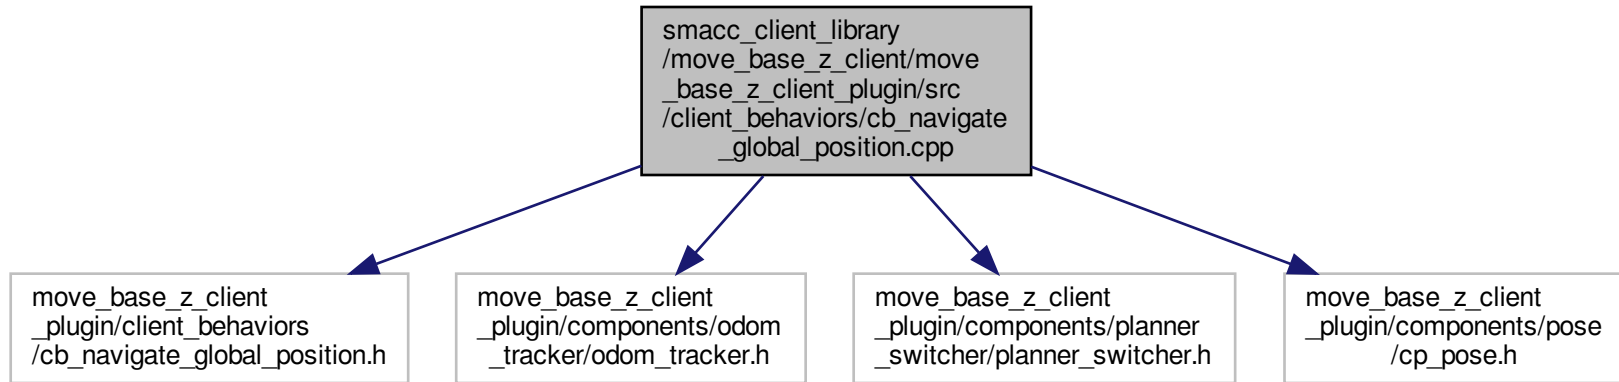 smacc_client_library
/move_base_z_client/move
_base_z_client_plugin/src
/client_behaviors/cb_navigate
_global_position.cpp
move_base_z_client
_plugin/client_behaviors
/cb_navigate_global_position.h
move_base_z_client
_plugin/components/odom
_tracker/odom_tracker.h
move_base_z_client
_plugin/components/planner
_switcher/planner_switcher.h
move_base_z_client
_plugin/components/pose
/cp_pose.h